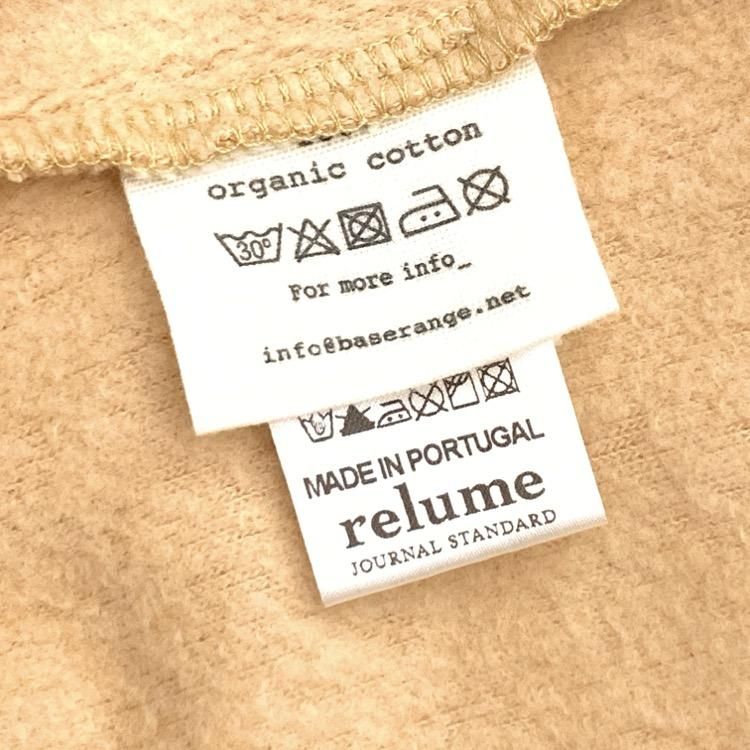 organic cotton
30°
For more info_
info@baserange.net
MADE IN PORTUGAL
relume
JOURNAL STANDARD